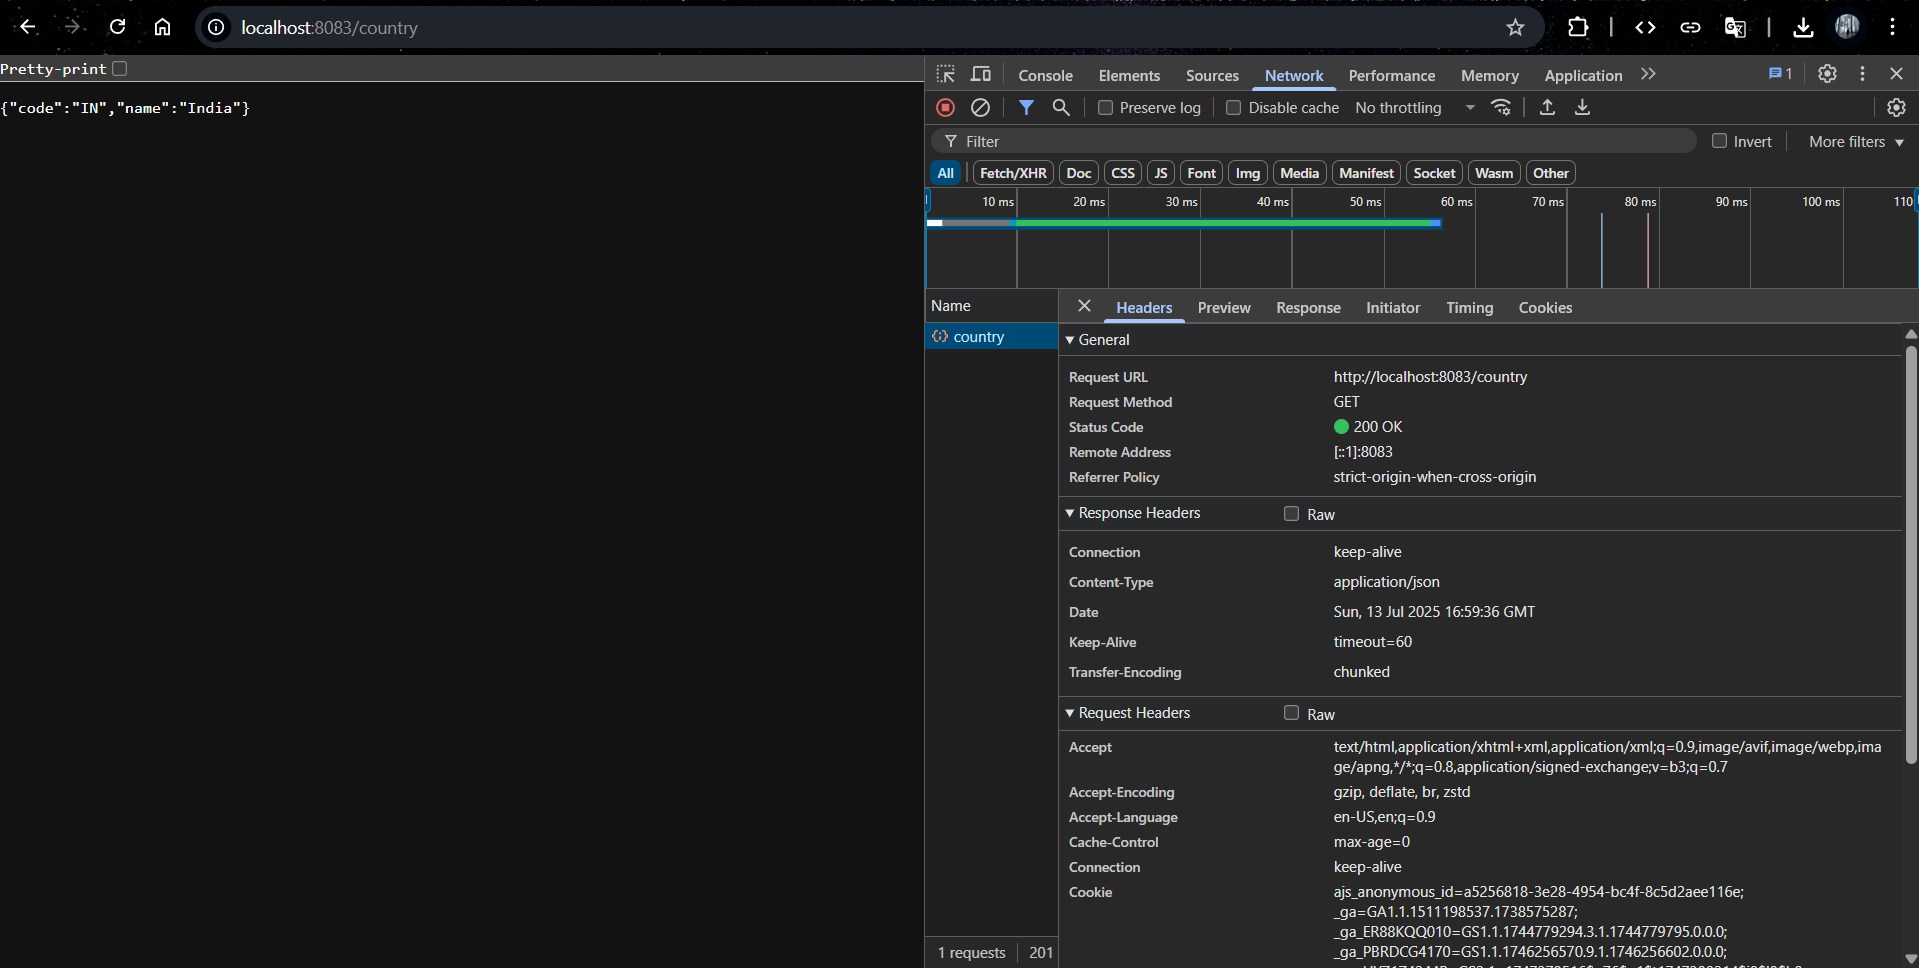 localhost:8083/country
Pretty-print
{"code":"IN","name":"India"}
Console Elements Sources Network Performance Memory Application 1
Preserve log Disable cache No throttling
Filter Invert More filters
All Fetch/XHR Doc CSS JS Font Img Media Manifest Socket Wasm Other
10 ms 20 ms 30 ms 40 ms 50 ms 60 ms 70 ms 80 ms 90 ms 100 ms 110
Name
country
Headers Preview Response Initiator Timing Cookies
General
Request URL http://localhost:8083/country
Request Method GET
Status Code 200 OK
Remote Address [::1]:8083
Referrer Policy strict-origin-when-cross-origin
Response Headers Raw
Connection keep-alive
Content-Type application/json
Date Sun, 13 Jul 2025 16:59:36 GMT
Keep-Alive timeout=60
Transfer-Encoding chunked
Request Headers Raw
Accept text/html,application/xhtml+xml,application/xml;q=0.9,image/avif,image/webp,ima
ge/apng,*/*;q=0.8,application/signed-exchange;v=b3;q=0.7
Accept-Encoding gzip, deflate, br, zstd
Accept-Language en-US,en;q=0.9
Cache-Control max-age=0
Connection keep-alive
Cookie ajs_anonymous_id=a5256818-3e28-4954-bc4f-8c5d2aee116e;
_ga=GA1.1.1511198537.1738575287;
_ga_ER88KQQ010=GS1.1.1744779294.3.1.1744779795.0.0.0;
_ga_PBRDCG4170=GS1.1.1746256570.9.1.1746256602.0.0.0;
1 requests 201